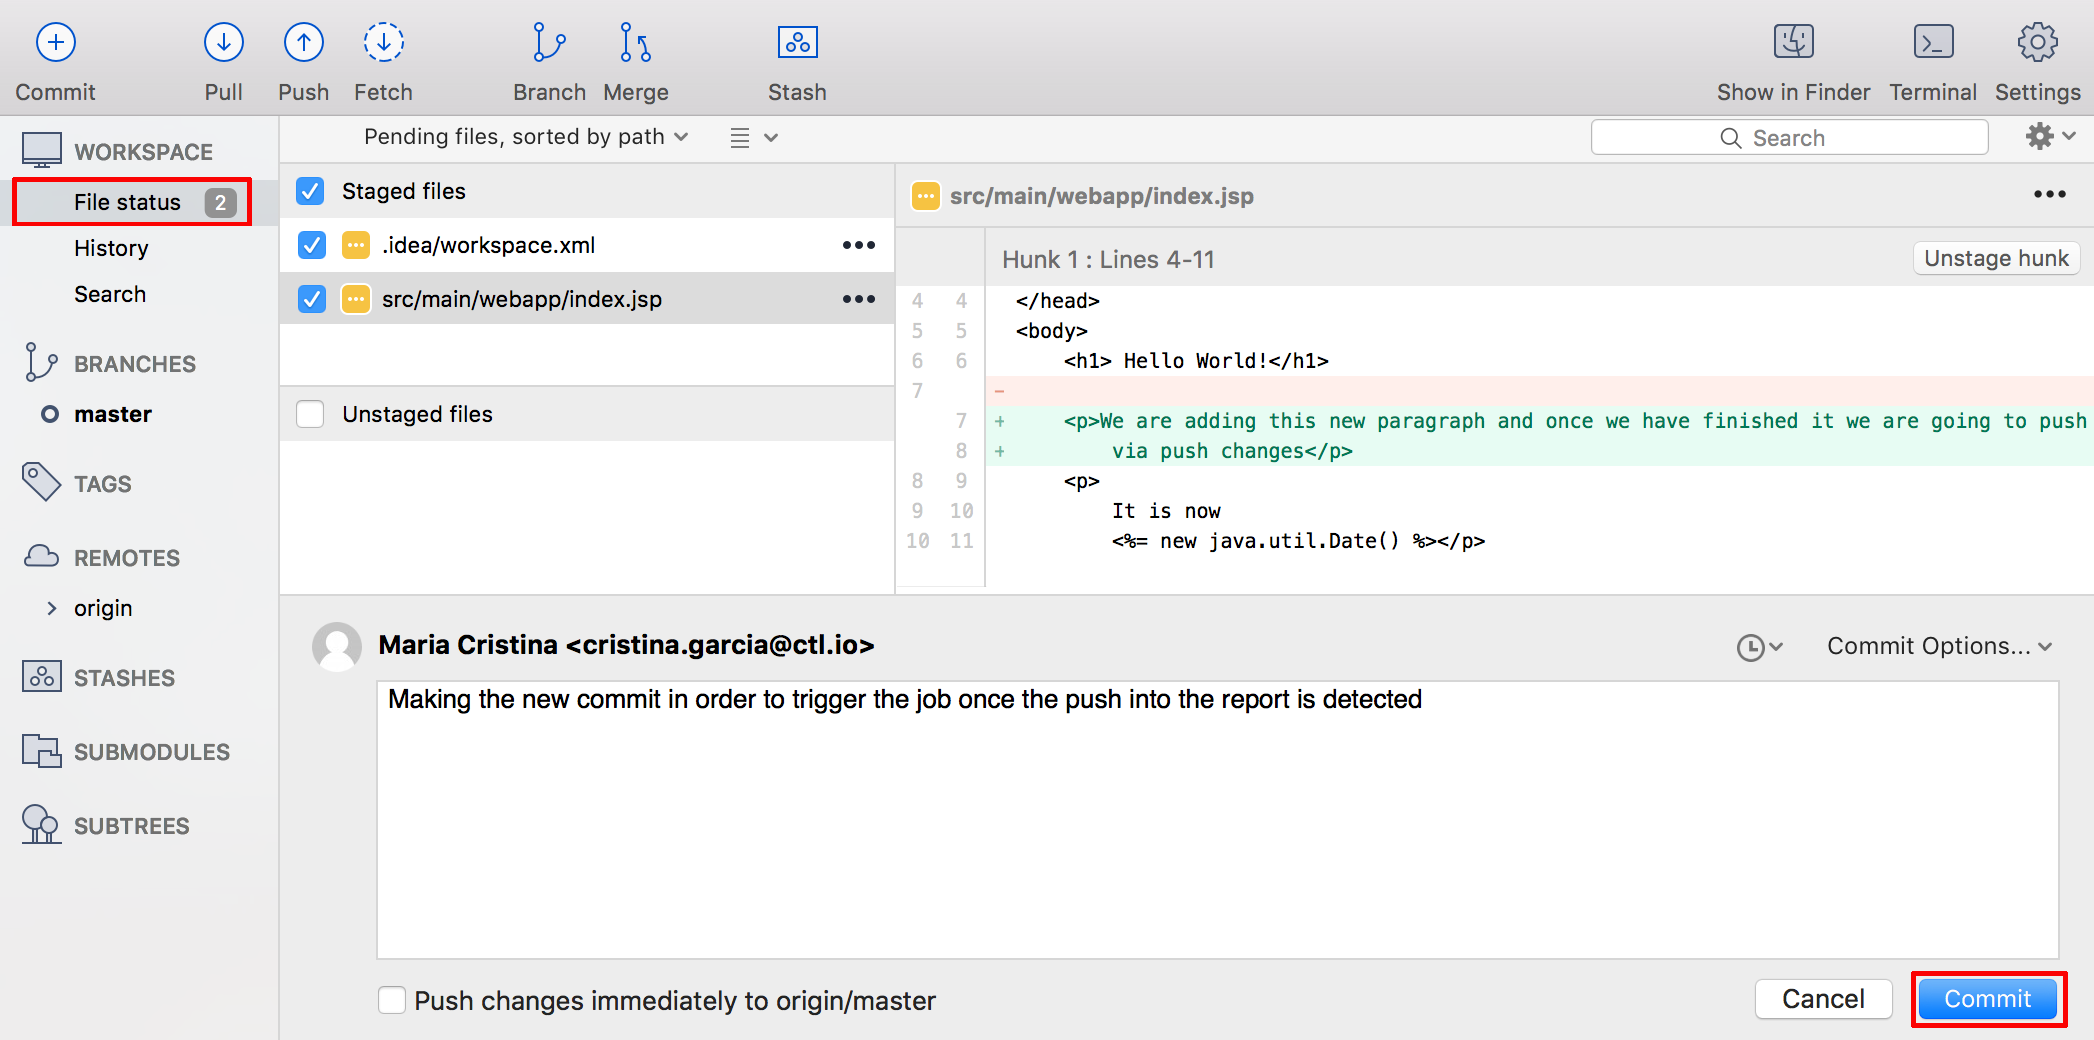 Commit Pull Push Fetch Branch Merge Stash Show in Finder Terminal Settings
Pending files, sorted by path
Search
WORKSPACE
File status 2
History
Search
BRANCHES
master
TAGS
REMOTES
origin
STASHES
SUBMODULES
SUBTREES
Staged files
.idea/workspace.xml
src/main/webapp/index.jsp
Unstaged files
src/main/webapp/index.jsp
Hunk 1 : Lines 4-11
Unstage hunk
4 4 </head>
5 5 <body>
6 6 <h1> Hello World!</h1>
7 -
7 + <p>We are adding this new paragraph and once we have finished it we are going to push
8 + via push changes</p>
8 9 <p>
9 10 It is now
10 11 <%= new java.util.Date() %></p>
Maria Cristina <cristina.garcia@ctl.io>
Commit Options...
Making the new commit in order to trigger the job once the push into the report is detected
Push changes immediately to origin/master
Cancel
Commit